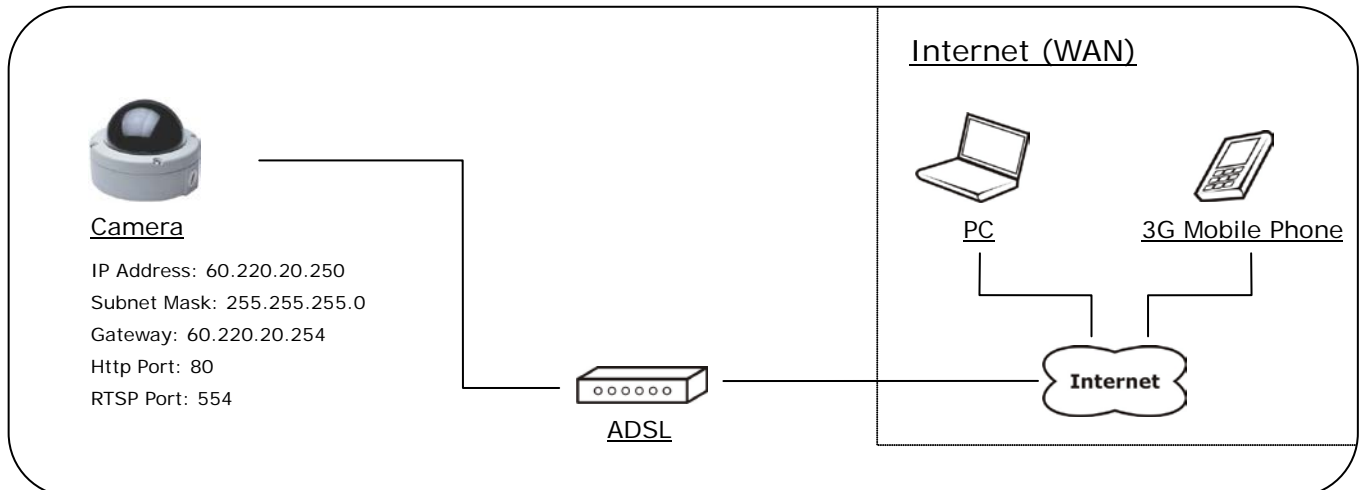 Internet (WAN)
Camera
PC
3G Mobile Phone
IP Address: 60.220.20.250
Subnet Mask: 255.255.255.0
Gateway: 60.220.20.254
Http Port: 80
RTSP Port: 554
Internet
ADSL